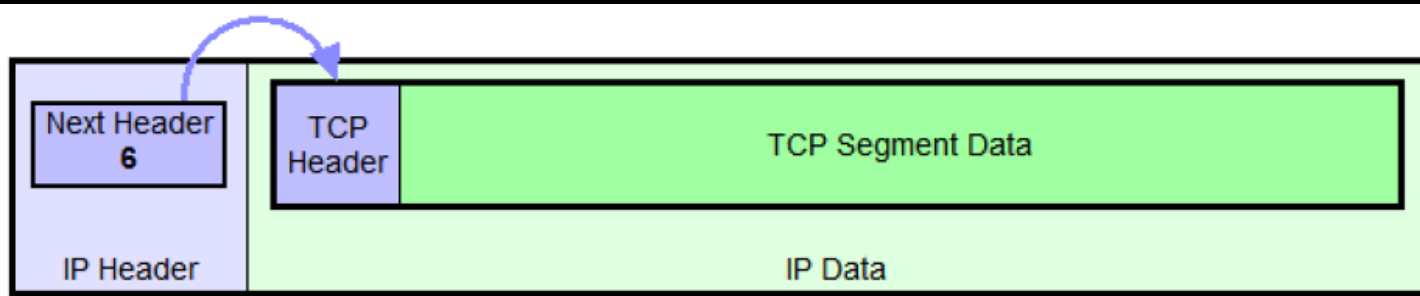 Next Header
6
TCP
Header
TCP Segment Data
IP Header
IP Data